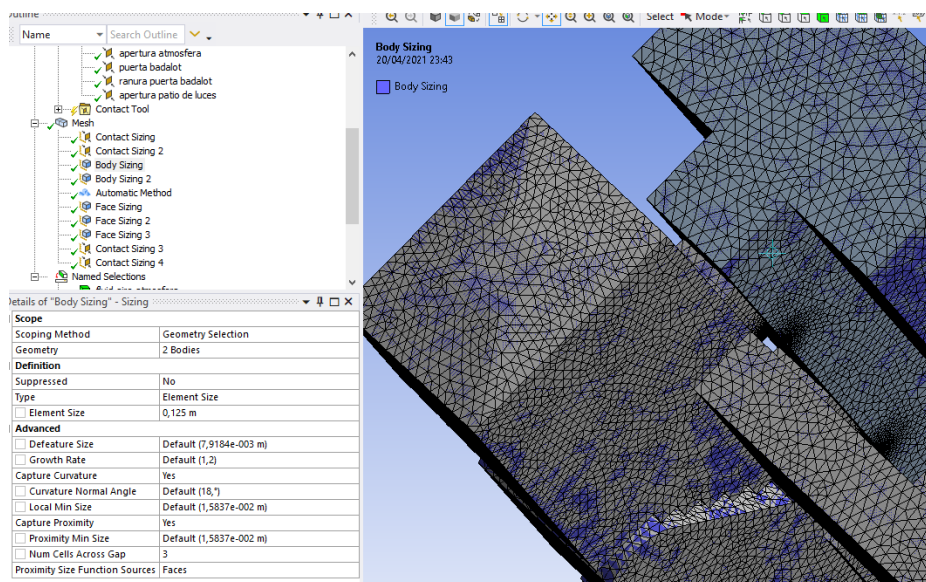 Outline
Name
Search Outline
Select
Mode
apertura atmosfera
puerta badalot
ranura puerta badalot
apertura patio de luces
Contact Tool
Mesh
Contact Sizing
Contact Sizing 2
Body Sizing
Body Sizing 2
Automatic Method
Face Sizing
Face Sizing 2
Face Sizing 3
Contact Sizing 3
Contact Sizing 4
Named Selections
Details of "Body Sizing" - Sizing
Scope
Scoping Method Geometry Selection
Geometry 2 Bodies
Definition
Suppressed No
Type Element Size
Element Size 0,125 m
Advanced
Defeature Size Default (7,9184e-003 m)
Growth Rate Default (1,2)
Capture Curvature Yes
Curvature Normal Angle Default (18,°)
Local Min Size Default (1,5837e-002 m)
Capture Proximity Yes
Proximity Min Size Default (1,5837e-002 m)
Num Cells Across Gap 3
Proximity Size Function Sources Faces
Body Sizing
20/04/2021 23:43
Body Sizing